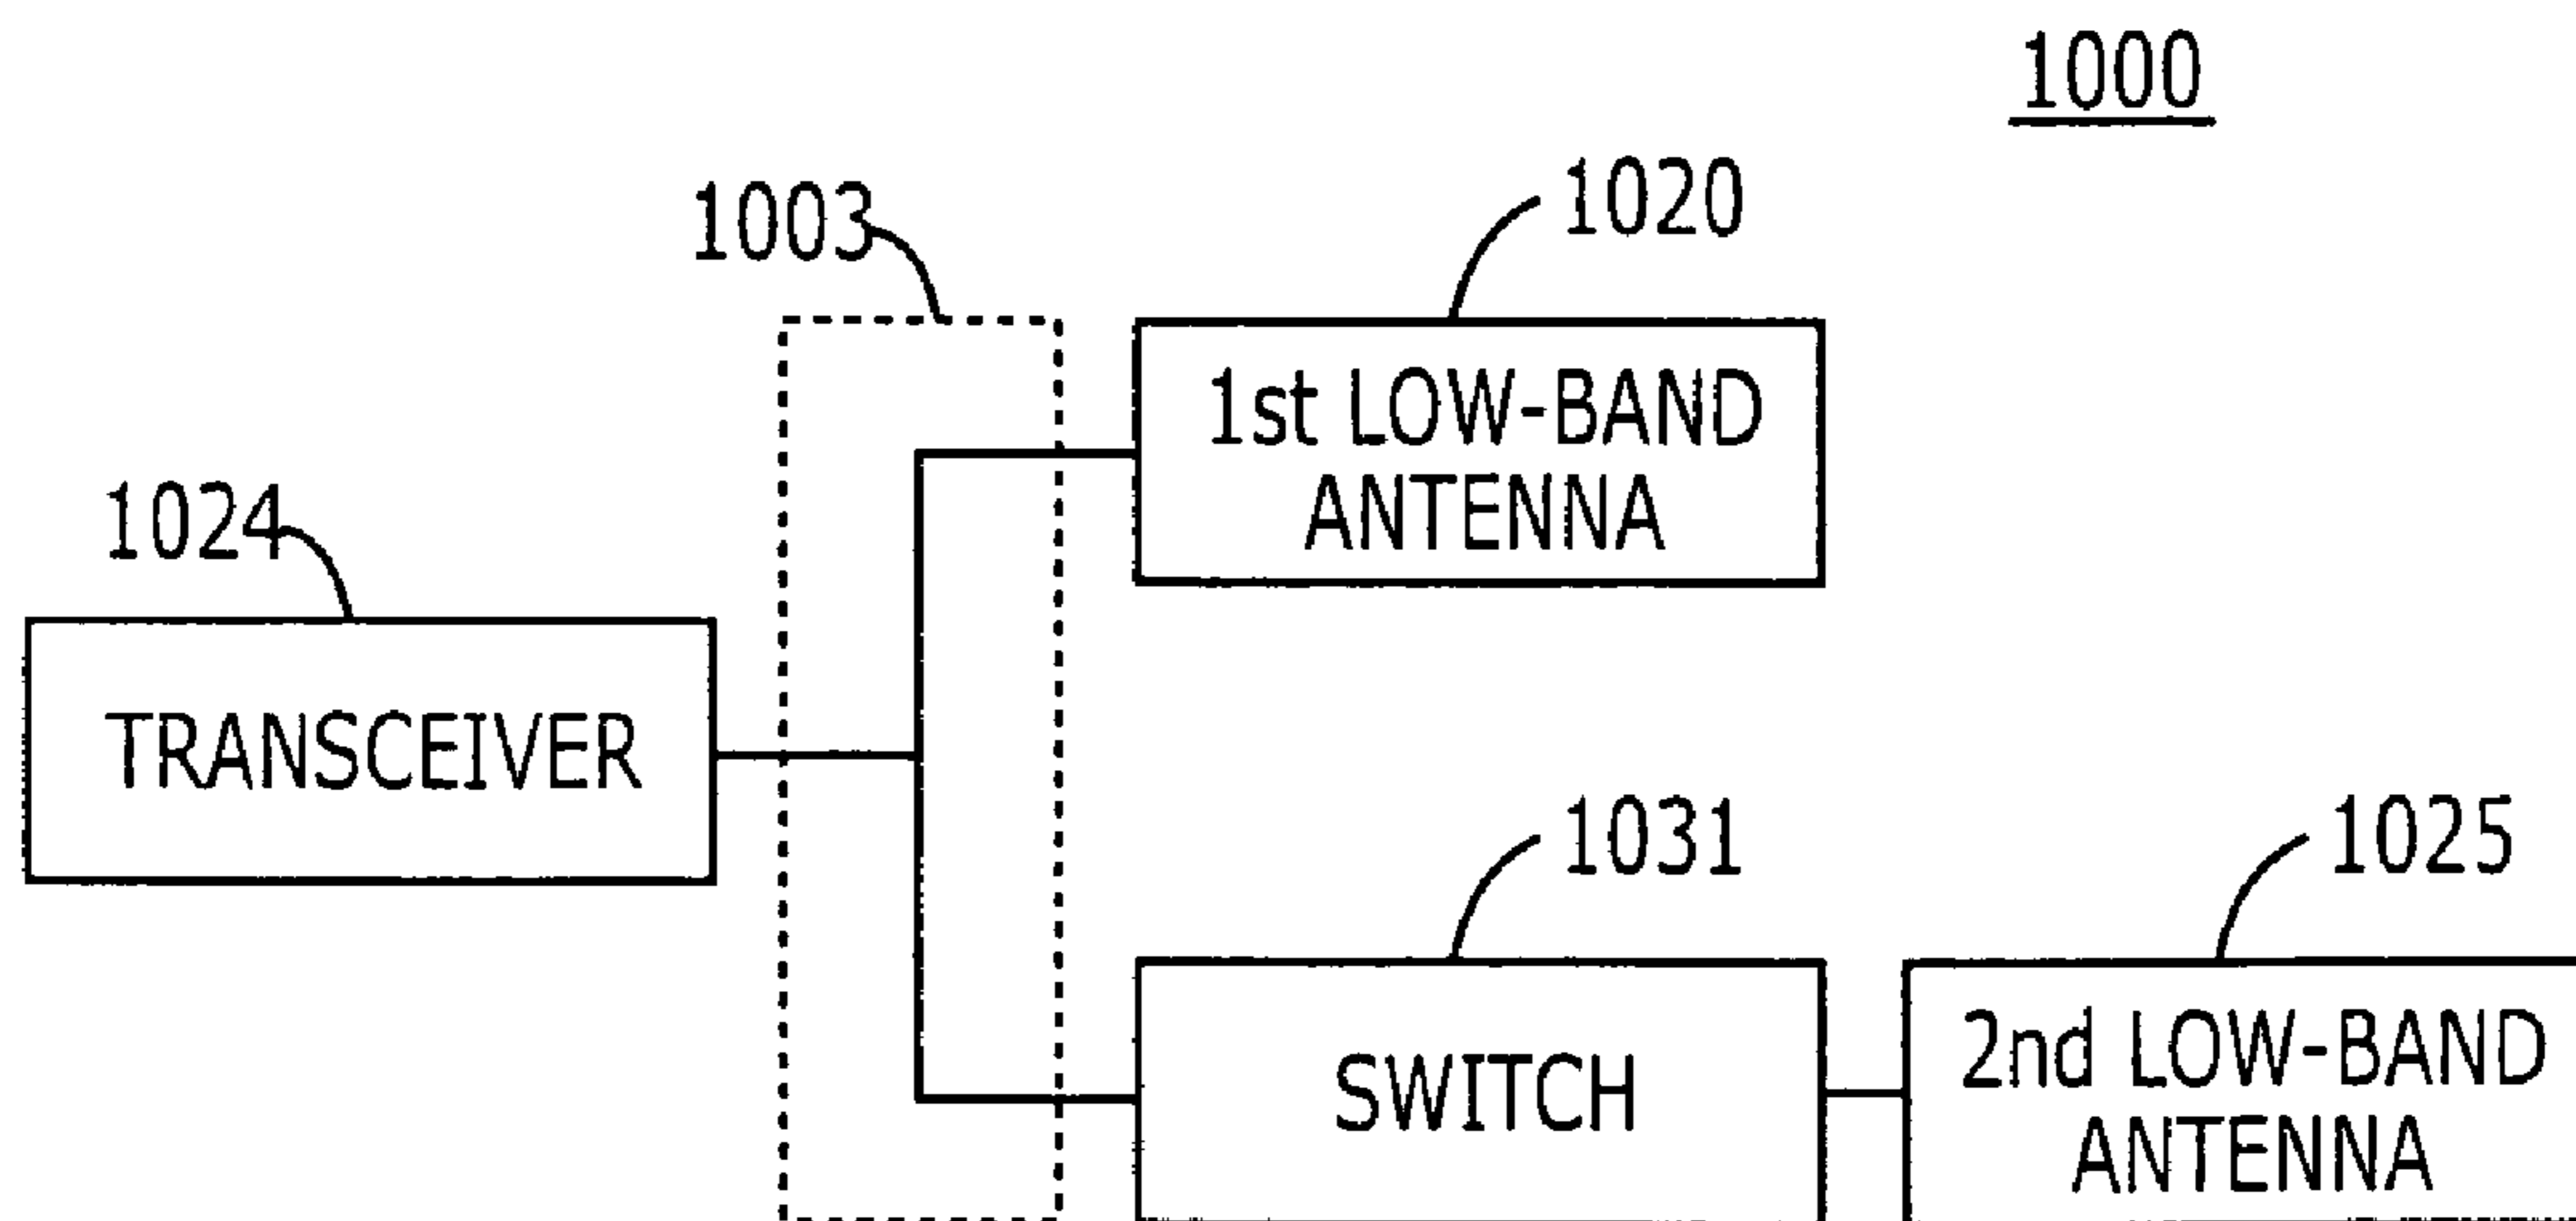 1000
1003
1020
1st LOW-BAND
ANTENNA
1024
TRANSCEIVER
1031
1025
SWITCH
2nd LOW-BAND
ANTENNA